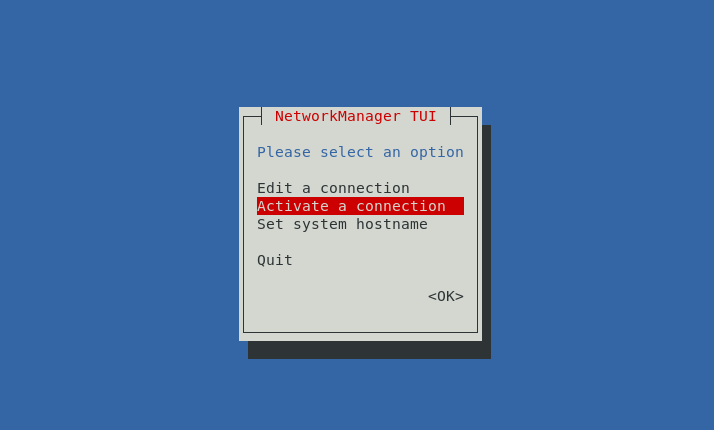 NetworkManager TUI
Please select an option
Edit a connection
Activate a connection
Set system hostname
Quit
<OK>